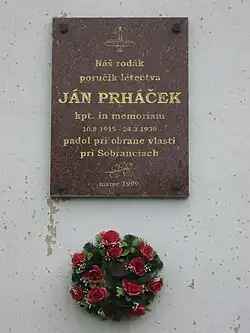 Náš rodák
poručík letectva
JÁN PRHÁČEK
kpt. in memoriam
10.8 1915 - 24.3 1939
padol pri obrane vlasti
pri Sobranciach
marec 1999